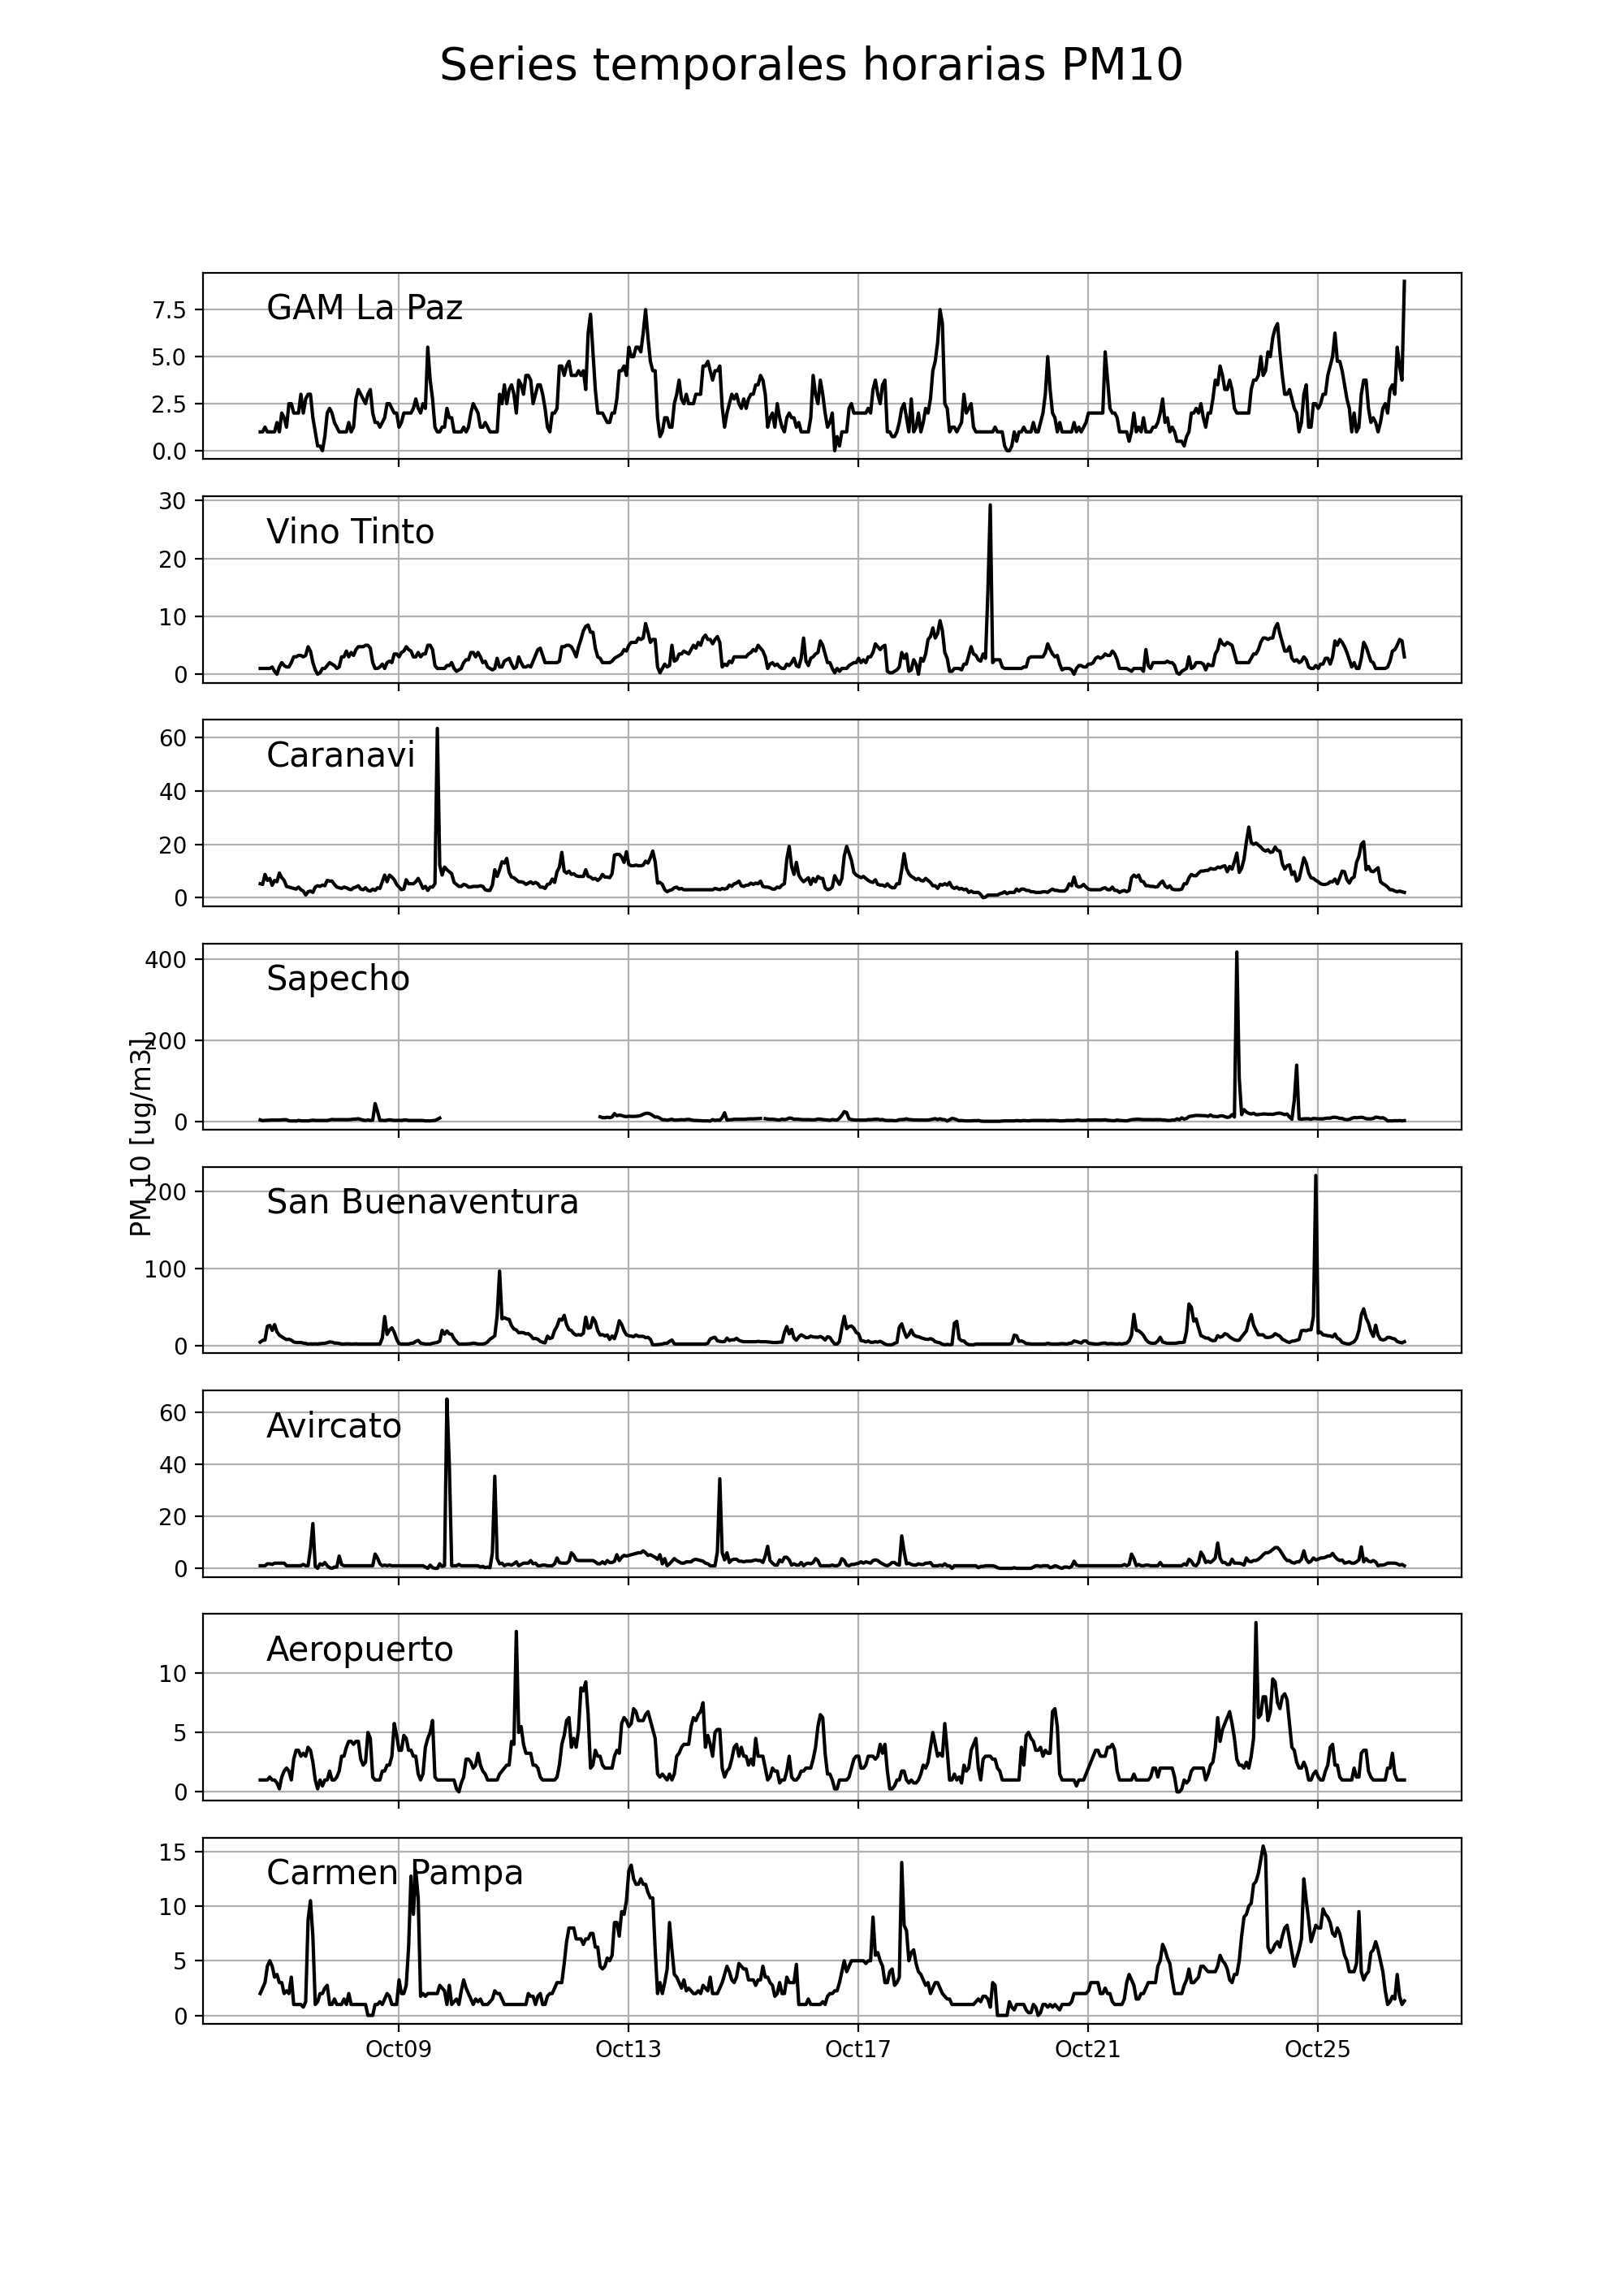 Series temporales horarias PM10
GAM La Paz
7.5
5.0
2.5
0.0
Vino Tinto
30
20
10
0
Caranavi
60
40
20
0
Sapecho
400
200
0
PM 10 [ug/m3]
San Buenaventura
200
100
0
Avircato
60
40
20
0
Aeropuerto
10
5
0
Carmen Pampa
15
10
5
0
Oct09 Oct13 Oct17 Oct21 Oct25